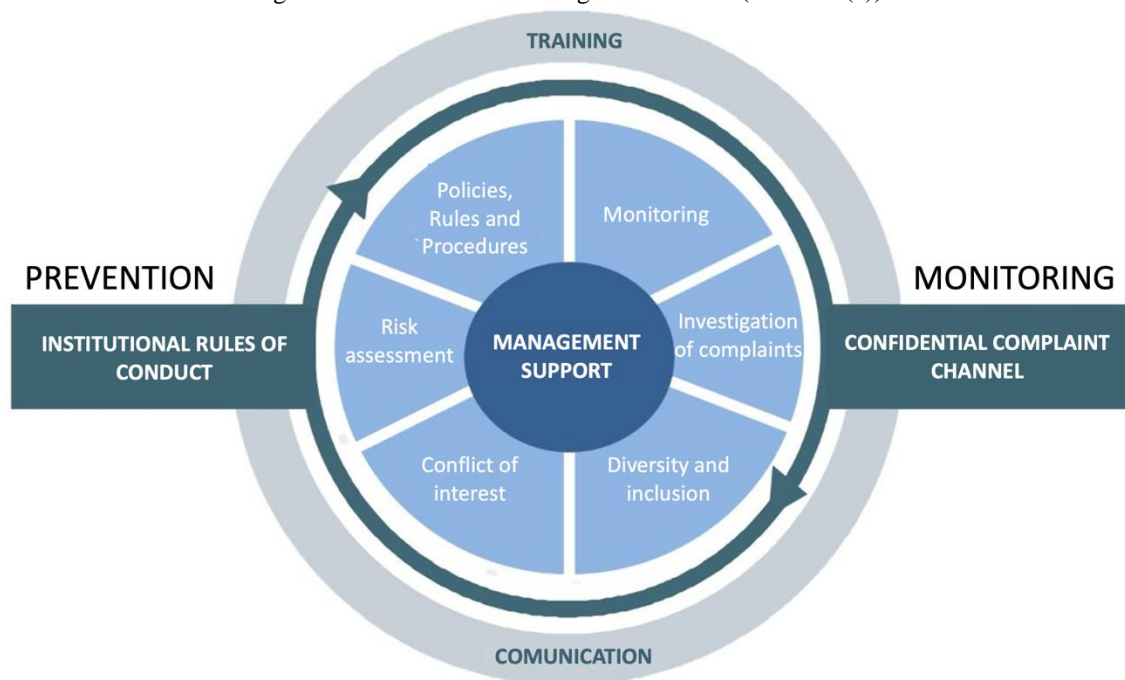 TRAINING
Policies,
Rules and
Procedures
Monitoring
PREVENTION
MONITORING
INSTITUTIONAL RULES OF
CONDUCT
Risk
assessment
MANAGEMENT
SUPPORT
Investigation
of complaints
CONFIDENTIAL COMPLAINT
CHANNEL
Conflict of
interest
Diversity and
inclusion
COMUNICATION